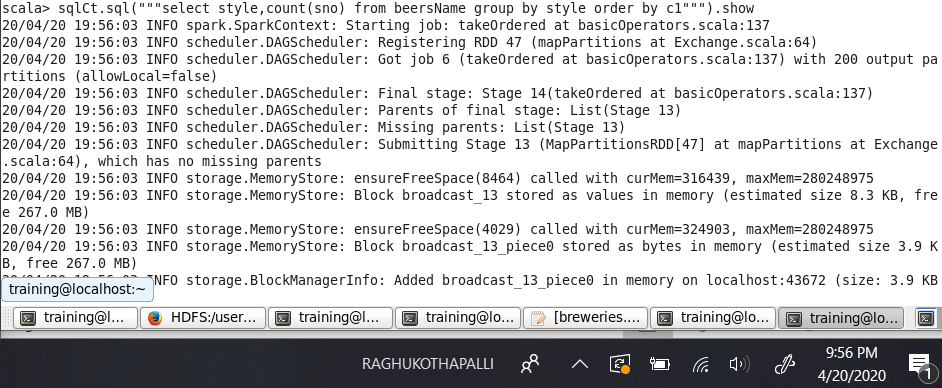 scala> sqlCt.sql("""select style,count(sno) from beersName group by style order by c1""").show
20/04/20 19:56:03 INFO spark.SparkContext: Starting job: takeOrdered at basicOperators.scala:137
20/04/20 19:56:03 INFO scheduler.DAGScheduler: Registering RDD 47 (mapPartitions at Exchange.scala:64)
20/04/20 19:56:03 INFO scheduler.DAGScheduler: Got job 6 (takeOrdered at basicOperators.scala:137) with 200 output pa
rtitions (allowLocal=false)
20/04/20 19:56:03 INFO scheduler.DAGScheduler: Final stage: Stage 14(takeOrdered at basicOperators.scala:137)
20/04/20 19:56:03 INFO scheduler.DAGScheduler: Parents of final stage: List(Stage 13)
20/04/20 19:56:03 INFO scheduler.DAGScheduler: Missing parents: List(Stage 13)
20/04/20 19:56:03 INFO scheduler.DAGScheduler: Submitting Stage 13 (MapPartitionsRDD[47] at mapPartitions at Exchange
.scala:64), which has no missing parents
20/04/20 19:56:03 INFO storage.MemoryStore: ensureFreeSpace(8464) called with curMem=316439, maxMem=280248975
20/04/20 19:56:03 INFO storage.MemoryStore: Block broadcast_13 stored as values in memory (estimated size 8.3 KB, fre
e 267.0 MB)
20/04/20 19:56:03 INFO storage.MemoryStore: ensureFreeSpace(4029) called with curMem=324903, maxMem=280248975
20/04/20 19:56:03 INFO storage.MemoryStore: Block broadcast_13_piece0 stored as bytes in memory (estimated size 3.9 K
B, free 267.0 MB)
20/04/20 19:56:03 INFO storage.BlockManagerInfo: Added broadcast_13_piece0 in memory on localhost:43672 (size: 3.9 KB
training@localhost:~
training@l... HDFS:/user... training@l... training@lo... [breweries.... training@lo... training@lo...
RAGHUKOTHAPALLI 9:56 PM
4/20/2020 1